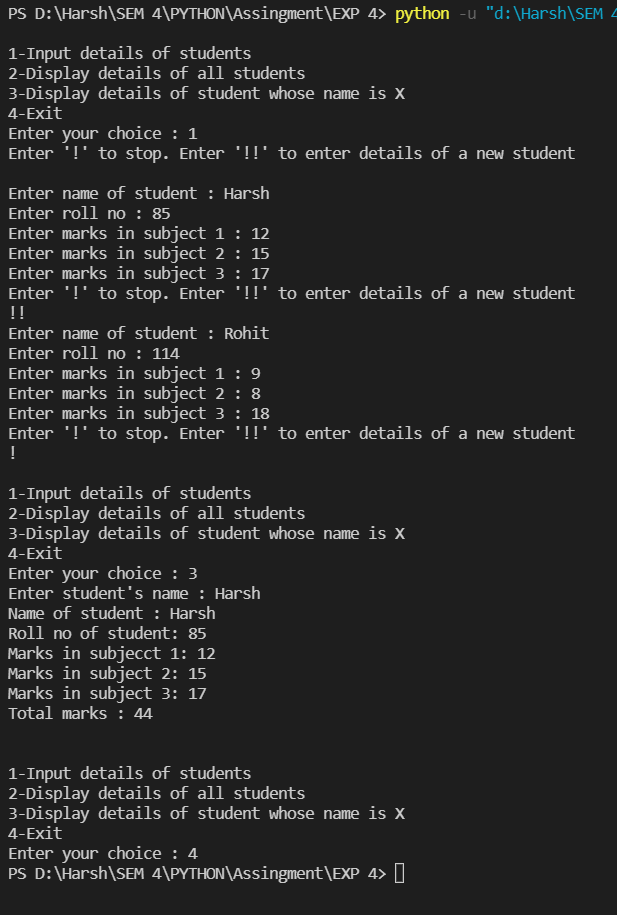 PS D:\Harsh\SEM 4\PYTHON\Assingment\EXP 4> python -u "d:\Harsh\SEM 4
1-Input details of students
2-Display details of all students
3-Display details of student whose name is X
4-Exit
Enter your choice : 1
Enter '!' to stop. Enter '!!' to enter details of a new student
Enter name of student : Harsh
Enter roll no : 85
Enter marks in subject 1 : 12
Enter marks in subject 2 : 15
Enter marks in subject 3 : 17
Enter '!' to stop. Enter '!!' to enter details of a new student
!!
Enter name of student : Rohit
Enter roll no : 114
Enter marks in subject 1 : 9
Enter marks in subject 2 : 8
Enter marks in subject 3 : 18
Enter '!' to stop. Enter '!!' to enter details of a new student
!
1-Input details of students
2-Display details of all students
3-Display details of student whose name is X
4-Exit
Enter your choice : 3
Enter student's name : Harsh
Name of student : Harsh
Roll no of student: 85
Marks in subjecct 1: 12
Marks in subject 2: 15
Marks in subject 3: 17
Total marks : 44
1-Input details of students
2-Display details of all students
3-Display details of student whose name is X
4-Exit
Enter your choice : 4
PS D:\Harsh\SEM 4\PYTHON\Assingment\EXP 4>